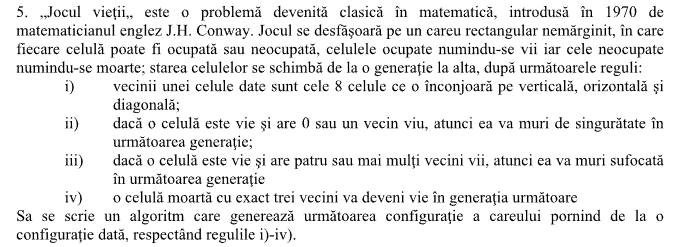 5. „Jocul vieţii„ este o problemă devenită clasică în matematică, introdusă în 1970 de
matematicianul englez J.H. Conway. Jocul se desfăşoară pe un careu rectangular nemărginit, în care
fiecare celulă poate fi ocupată sau neocupată, celulele ocupate numindu-se vii iar cele neocupate
numindu-se moarte; starea celulelor se schimbă de la o generaţie la alta, după următoarele reguli:
i) vecinii unei celule date sunt cele 8 celule ce o înconjoară pe verticală, orizontală şi
diagonală;
ii) dacă o celulă este vie şi are 0 sau un vecin viu, atunci ea va muri de singurătate în
următoarea generaţie;
iii) dacă o celulă este vie şi are patru sau mai mulţi vecini vii, atunci ea va muri sufocată
în următoarea generaţie
iv) o celulă moartă cu exact trei vecini va deveni vie în generaţia următoare
Sa se scrie un algoritm care generează următoarea configuraţie a careului pornind de la o
configuraţie dată, respectând regulile i)-iv).